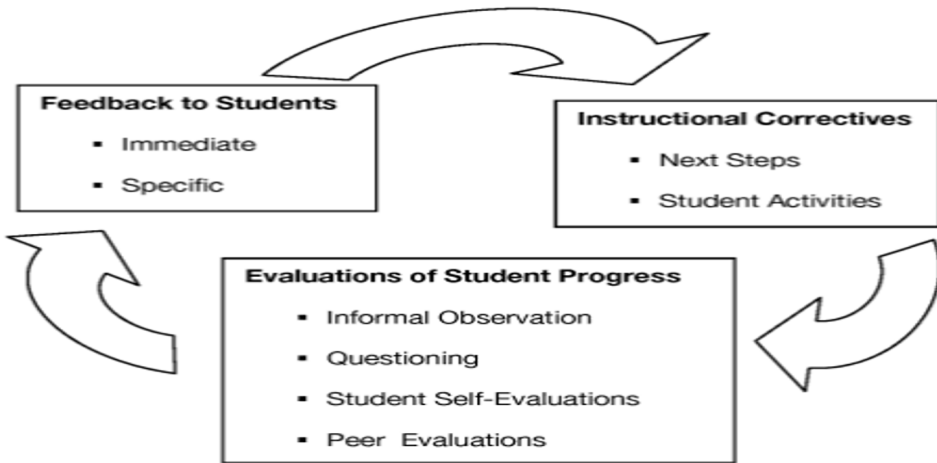 Feedback to Students
▪ Immediate
▪ Specific
Instructional Correctives
▪ Next Steps
▪ Student Activities
Evaluations of Student Progress
▪ Informal Observation
▪ Questioning
▪ Student Self-Evaluations
▪ Peer Evaluations